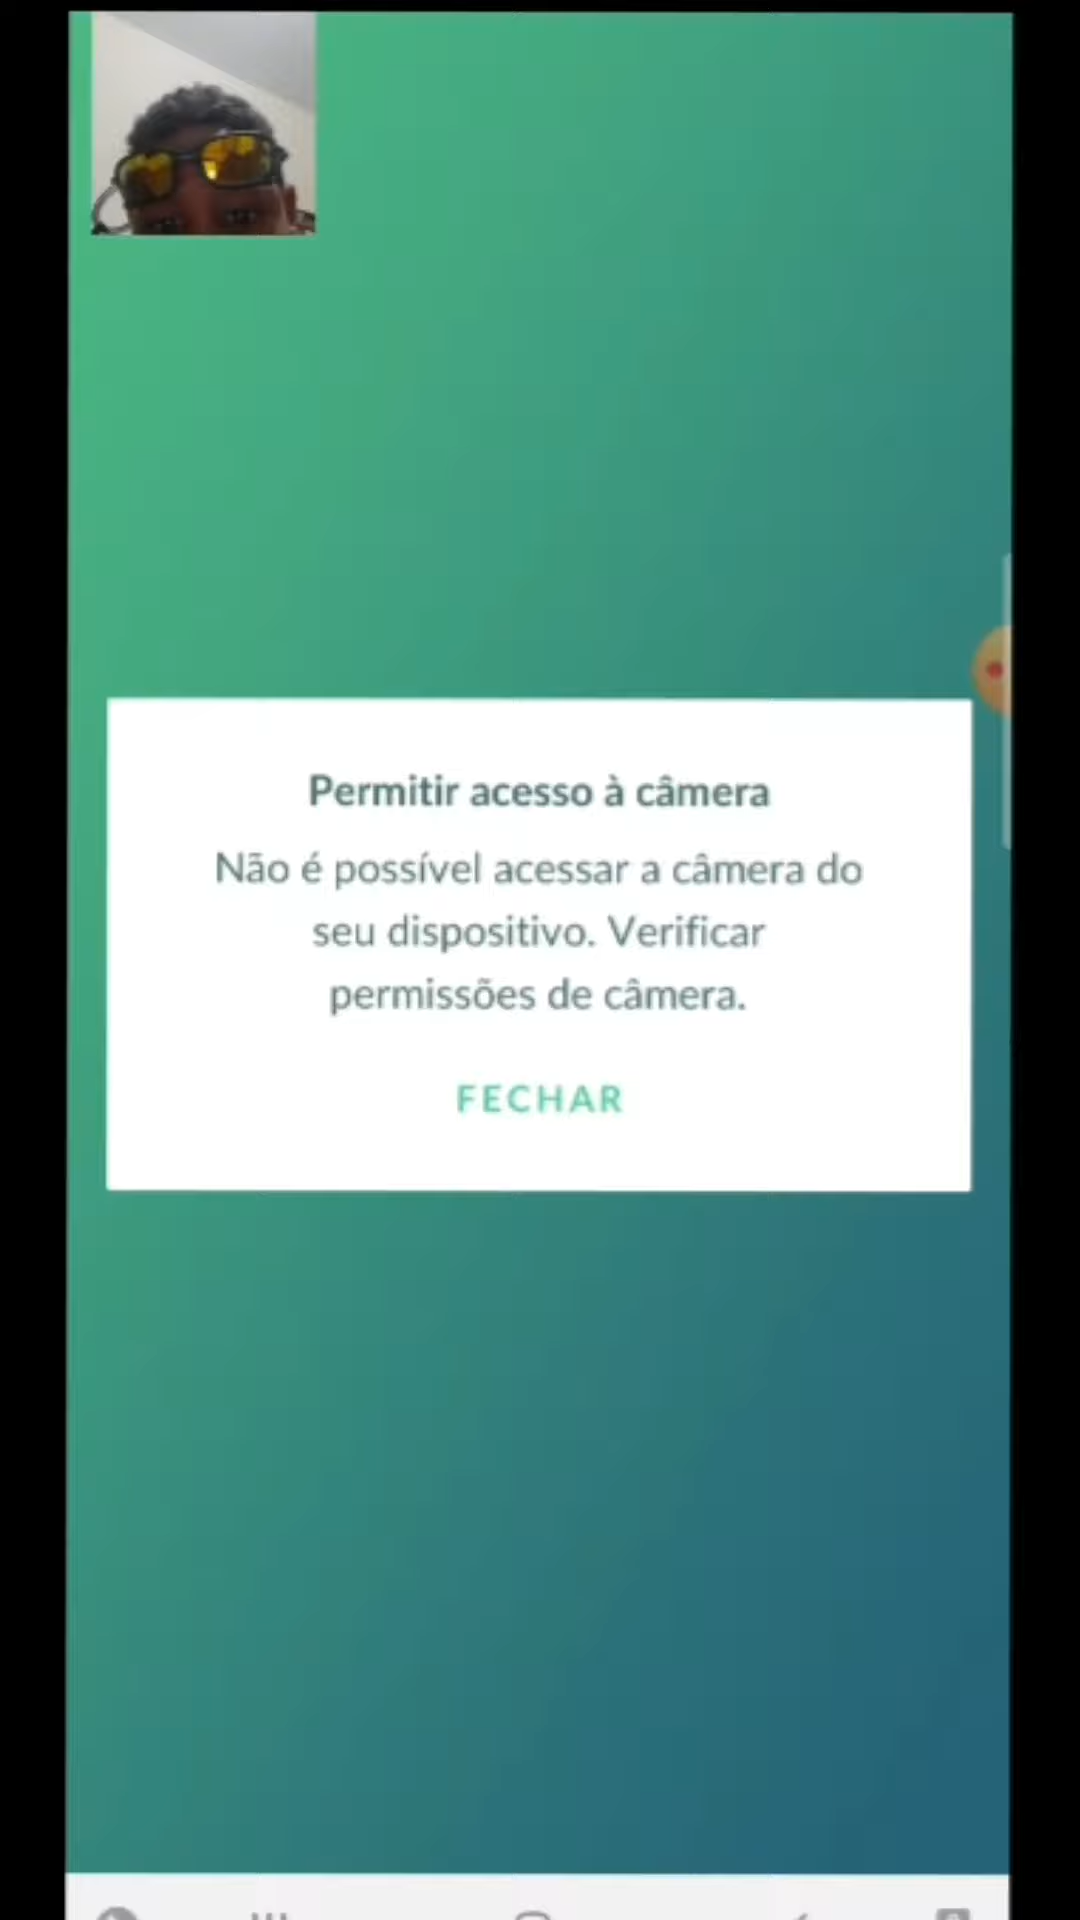 Permitir acesso à câmera
Não é possível acessar a câmera do
seu dispositivo. Verificar
permissões de câmera.
FECHAR